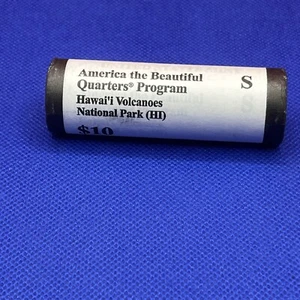 America the Beautiful
Quarters® Program S
Hawai'i Volcanoes
National Park (HI)
$10